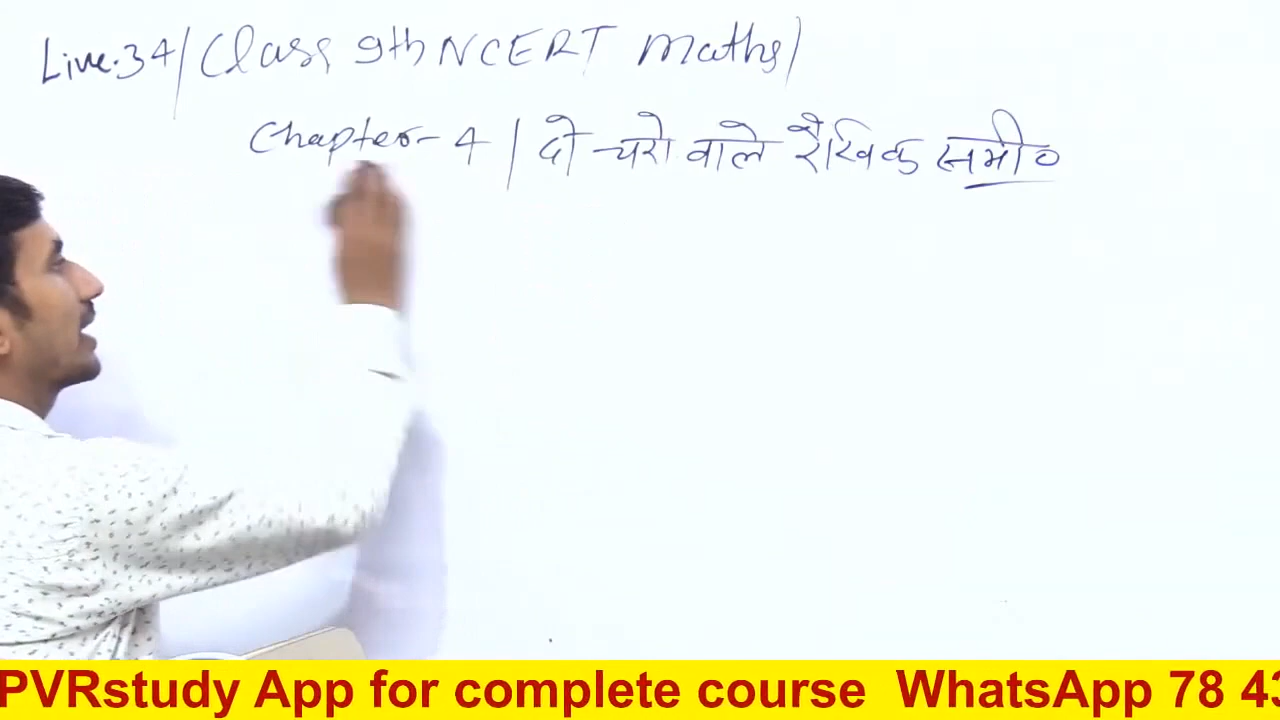 Live.34/Class 9th NCERT Maths/
Chapter-4 | दो चरो वाले रैखिक समी०
PVRstudy App for complete course WhatsApp 78 43